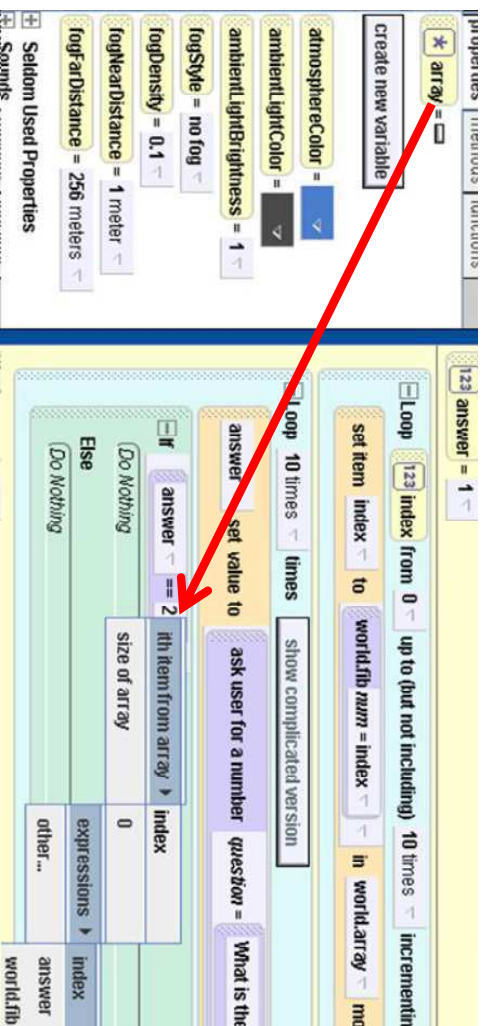 properties methods functions
array =
create new variable
atmosphereColor =
ambientLightColor =
ambientLightBrightness = 1
fogStyle = no fog
fogDensity = 0.1
fogNearDistance = 1 meter
fogFarDistance = 256 meters
Seldom Used Properties
Sounds
123 answer = 1
Loop 123 index from 0 up to (but not including) 10 times incrementin
set item index to world.fib num = index in world.array mo
Loop 10 times times show complicated version
answer set value to ask user for a number question = What is the
If answer == 2
Do Nothing
Else
Do Nothing
ith item from array index
size of array 0
expressions index
other... answer
world.fib